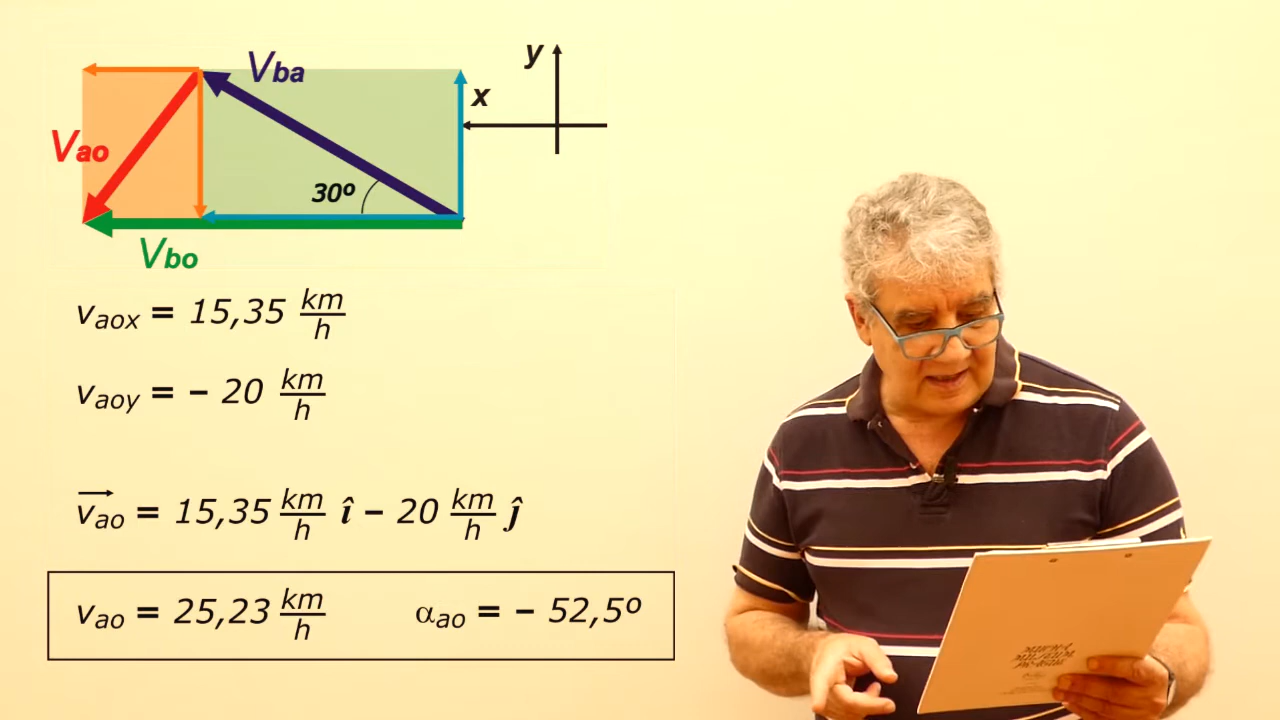 Vba
y
x
Vao
30º
Vbo
vaox = 15,35 km/h
vaoy = – 20 km/h
vao = 15,35 km/h î – 20 km/h ĵ
vao = 25,23 km/h αao = – 52,5º